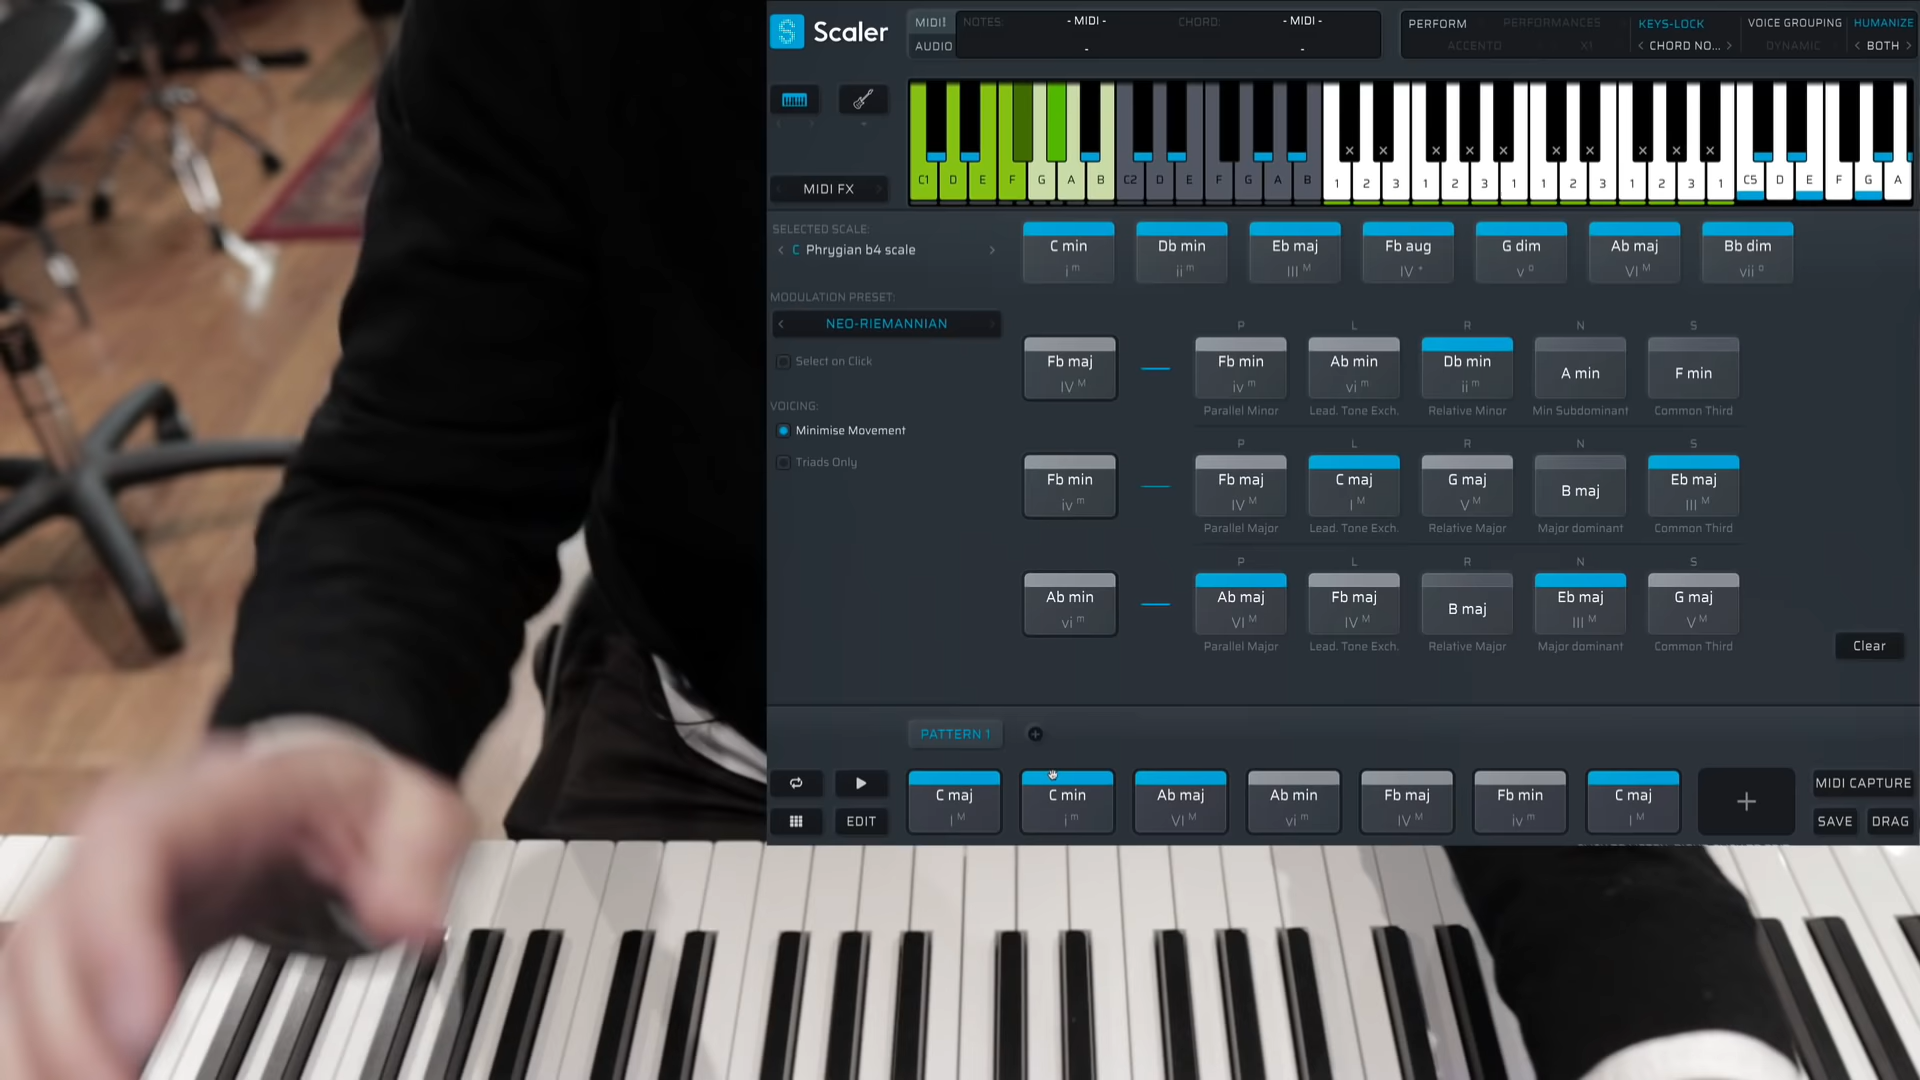 Scaler
MIDI!
AUDIO
NOTES:
- MIDI -
CHORD:
- MIDI -
-
-
PERFORM
PERFORMANCES
KEYS-LOCK
VOICE GROUPING
HUMANIZE
ACCENTO
X1
< CHORD NO... >
DYNAMIC
< BOTH >
MIDI FX
C1 D E F G A B C2 D E F G A B 1 2 3 1 2 3 1 1 2 3 1 2 3 1 C5 D E F G A
× × × × × × × × × ×
SELECTED SCALE:
< C Phrygian b4 scale >
C min
i m
Db min
ii m
Eb maj
III M
Fb aug
IV +
G dim
v o
Ab maj
VI M
Bb dim
vii o
MODULATION PRESET:
< NEO-RIEMANNIAN >
Select on Click
VOICING:
Minimise Movement
Triads Only
P L R N S
Fb maj
IV M
Fb min
iv m
Parallel Minor
Ab min
vi m
Lead. Tone Exch.
Db min
ii m
Relative Minor
A min
Min Subdominant
F min
Common Third
P L R N S
Fb min
iv m
Fb maj
IV M
Parallel Major
C maj
I M
Lead. Tone Exch.
G maj
V M
Relative Major
B maj
Major dominant
Eb maj
III M
Common Third
P L R N S
Ab min
vi m
Ab maj
VI M
Parallel Major
Fb maj
IV M
Lead. Tone Exch.
B maj
Relative Major
Eb maj
III M
Major dominant
G maj
V M
Common Third
Clear
PATTERN 1
+
EDIT
C maj
I M
C min
i m
Ab maj
VI M
Ab min
vi m
Fb maj
IV M
Fb min
iv m
C maj
I M
+
MIDI CAPTURE
SAVE
DRAG